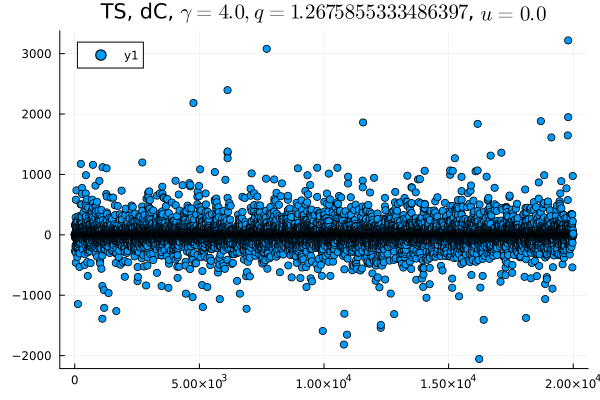 TS, dC, γ = 4.0, q = 1.2675855333486397, u = 0.0
y1
3000
2000
1000
0
−1000
−2000
0 5.00×10³ 1.00×10⁴ 1.50×10⁴ 2.00×10⁴